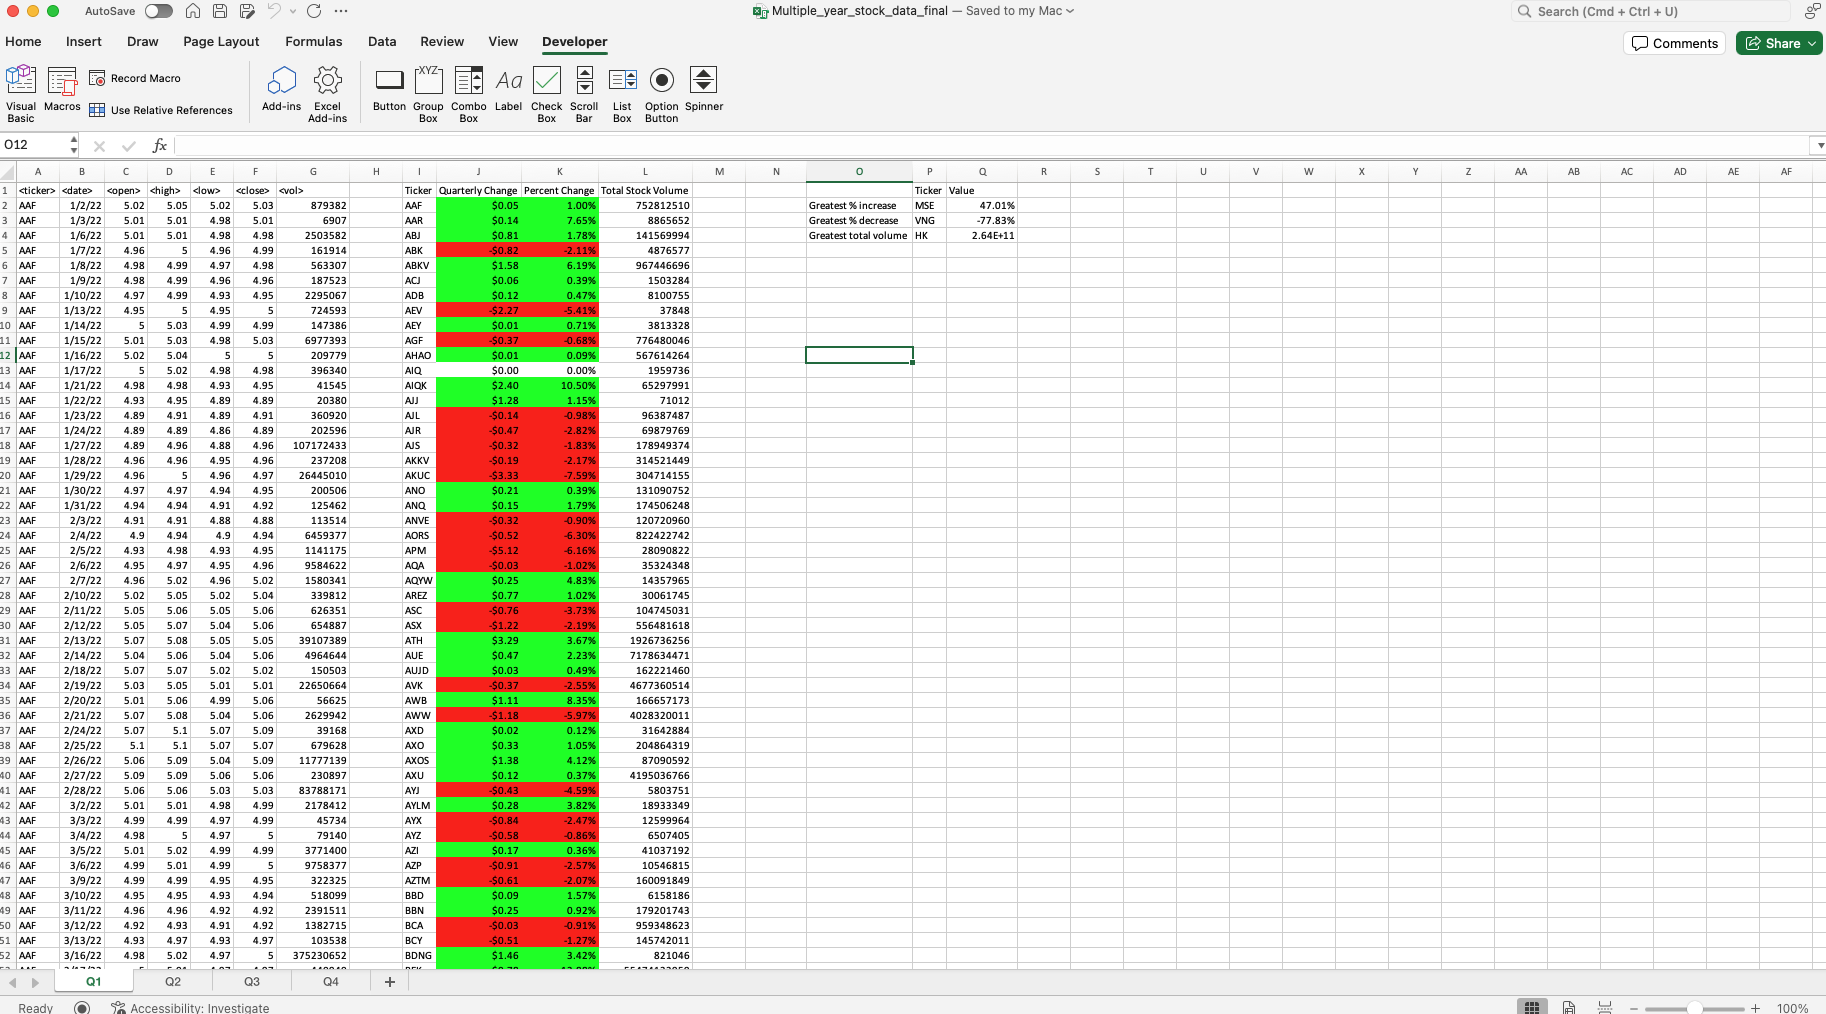 AutoSave Multiple_year_stock_data_final — Saved to my Mac Search (Cmd + Ctrl + U)
Home Insert Draw Page Layout Formulas Data Review View Developer Comments Share
Visual Basic Macros Record Macro Use Relative References Add-ins Excel Add-ins Button Group Box Combo Box Label Check Box Scroll Bar List Box Option Button Spinner
XYZ Aa
O12 fx
A B C D E F G H I J K L M N O P Q R S T U V W X Y Z AA AB AC AD AE AF
1 <ticker> <date> <open> <high> <low> <close> <vol> Ticker Quarterly Change Percent Change Total Stock Volume Ticker Value
2 AAF 1/2/22 5.02 5.05 5.02 5.03 879382 AAF $0.05 1.00% 752812510 Greatest % increase MSE 47.01%
3 AAF 1/3/22 5.01 5.01 4.98 5.01 6907 AAR $0.14 7.65% 8865652 Greatest % decrease VNG -77.83%
4 AAF 1/6/22 5.01 5.01 4.98 4.98 2503582 ABJ $0.81 1.78% 141569994 Greatest total volume HK 2.64E+11
5 AAF 1/7/22 4.96 5 4.96 4.99 161914 ABK -$0.82 -2.11% 4876577
6 AAF 1/8/22 4.98 4.99 4.97 4.98 563307 ABKV $1.58 6.19% 967446696
7 AAF 1/9/22 4.98 4.99 4.96 4.96 187523 ACJ $0.06 0.39% 1503284
8 AAF 1/10/22 4.97 4.99 4.93 4.95 2295067 ADB $0.12 0.47% 8100755
9 AAF 1/13/22 4.95 5 4.95 5 724593 AEV -$2.27 -5.41% 37848
10 AAF 1/14/22 5 5.03 4.99 4.99 147386 AEY $0.01 0.71% 3813328
11 AAF 1/15/22 5.01 5.03 4.98 5.03 6977393 AGF -$0.37 -0.68% 776480046
12 AAF 1/16/22 5.02 5.04 5 5 209779 AHAO $0.01 0.09% 567614264
13 AAF 1/17/22 5 5.02 4.98 4.98 396340 AIQ $0.00 0.00% 1959736
14 AAF 1/21/22 4.98 4.98 4.93 4.95 41545 AIQK $2.40 10.50% 65297991
15 AAF 1/22/22 4.93 4.95 4.89 4.89 20380 AJJ $1.28 1.15% 71012
16 AAF 1/23/22 4.89 4.91 4.89 4.91 360920 AJL -$0.14 -0.98% 96387487
17 AAF 1/24/22 4.89 4.89 4.86 4.89 202596 AJR -$0.47 -2.82% 69879769
18 AAF 1/27/22 4.89 4.96 4.88 4.96 107172433 AJS -$0.32 -1.83% 178949374
19 AAF 1/28/22 4.96 4.96 4.95 4.96 237208 AKKV -$0.19 -2.17% 314521449
20 AAF 1/29/22 4.96 5 4.96 4.97 26445010 AKUC -$3.33 -7.59% 304714155
21 AAF 1/30/22 4.97 4.97 4.94 4.95 200506 ANO $0.21 0.39% 131090752
22 AAF 1/31/22 4.94 4.94 4.91 4.92 125462 ANQ $0.15 1.79% 174506248
23 AAF 2/3/22 4.91 4.91 4.88 4.88 113514 ANVE -$0.32 -0.90% 120720960
24 AAF 2/4/22 4.9 4.94 4.9 4.94 6459377 AORS -$0.52 -6.30% 822422742
25 AAF 2/5/22 4.93 4.98 4.93 4.95 1141175 APM -$5.12 -6.16% 28090822
26 AAF 2/6/22 4.95 4.97 4.95 4.96 9584622 AQA -$0.03 -1.02% 35324348
27 AAF 2/7/22 4.96 5.02 4.96 5.02 1580341 AQYW $0.25 4.83% 14357965
28 AAF 2/10/22 5.02 5.05 5.02 5.04 339812 AREZ $0.77 1.02% 30061745
29 AAF 2/11/22 5.05 5.06 5.05 5.06 626351 ASC -$0.76 -3.73% 104745031
30 AAF 2/12/22 5.05 5.07 5.04 5.06 654887 ASX -$1.22 -2.19% 556481618
31 AAF 2/13/22 5.07 5.08 5.05 5.05 39107389 ATH $3.29 3.67% 1926736256
32 AAF 2/14/22 5.04 5.06 5.04 5.06 4964644 AUE $0.47 2.23% 7178634471
33 AAF 2/18/22 5.07 5.07 5.02 5.02 150503 AUJD $0.03 0.49% 162221460
34 AAF 2/19/22 5.03 5.05 5.01 5.01 22650664 AVK -$0.37 -2.55% 4677360514
35 AAF 2/20/22 5.01 5.06 4.99 5.06 56625 AWB $1.11 8.35% 166657173
36 AAF 2/21/22 5.07 5.08 5.04 5.06 2629942 AWW -$1.18 -5.97% 4028320011
37 AAF 2/24/22 5.07 5.1 5.07 5.09 39168 AXD $0.02 0.12% 31642884
38 AAF 2/25/22 5.1 5.1 5.07 5.07 679628 AXO $0.33 1.05% 204864319
39 AAF 2/26/22 5.06 5.09 5.04 5.09 11777139 AXOS $1.38 4.12% 87090592
40 AAF 2/27/22 5.09 5.09 5.06 5.06 230897 AXU $0.12 0.37% 4195036766
41 AAF 2/28/22 5.06 5.06 5.03 5.03 83788171 AYJ -$0.43 -4.59% 5803751
42 AAF 3/2/22 5.01 5.01 4.98 4.99 2178412 AYLM $0.28 3.82% 18933349
43 AAF 3/3/22 4.99 4.99 4.97 4.99 45734 AYX -$0.84 -2.47% 12599964
44 AAF 3/4/22 4.98 5 4.97 5 79140 AYZ -$0.58 -0.86% 6507405
45 AAF 3/5/22 5.01 5.02 4.99 4.99 3771400 AZI $0.17 0.36% 41037192
46 AAF 3/6/22 4.99 5.01 4.99 5 9758377 AZP -$0.91 -2.57% 10546815
47 AAF 3/9/22 4.99 4.99 4.95 4.95 322325 AZTM -$0.61 -2.07% 160091849
48 AAF 3/10/22 4.95 4.95 4.93 4.94 518099 BBD $0.09 1.57% 6158186
49 AAF 3/11/22 4.96 4.96 4.92 4.92 2391511 BBN $0.25 0.92% 179201743
50 AAF 3/12/22 4.92 4.93 4.91 4.92 1382715 BCA -$0.03 -0.91% 959348623
51 AAF 3/13/22 4.93 4.97 4.93 4.97 103538 BCY -$0.51 -1.27% 145742011
52 AAF 3/16/22 4.98 5.02 4.97 5 375230652 BDNG $1.46 3.42% 821046
Q1 Q2 Q3 Q4 +
Ready Accessibility: Investigate 100%